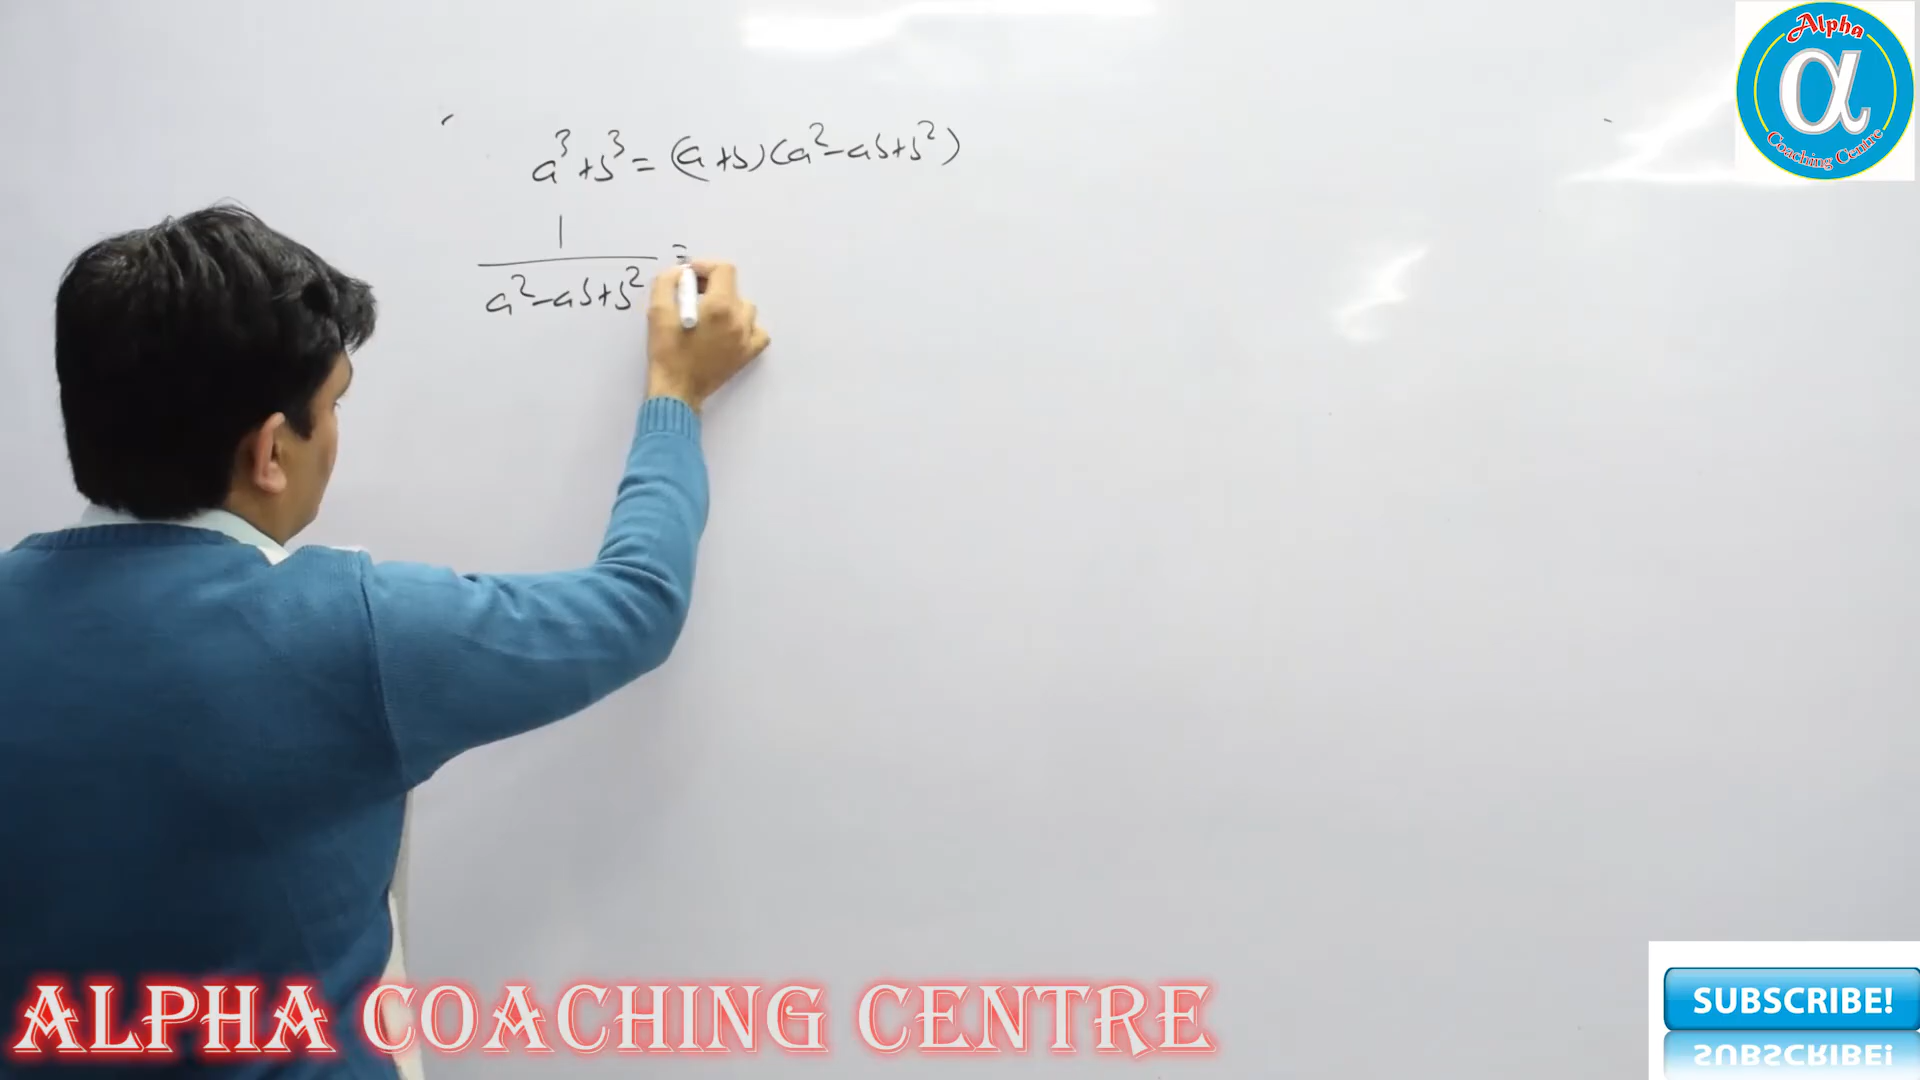 a³+b³=(a+b)(a²-ab+b²)
1
a²-ab+b²
=
Alpha
α
Coaching Centre
ALPHA COACHING CENTRE
SUBSCRIBE!